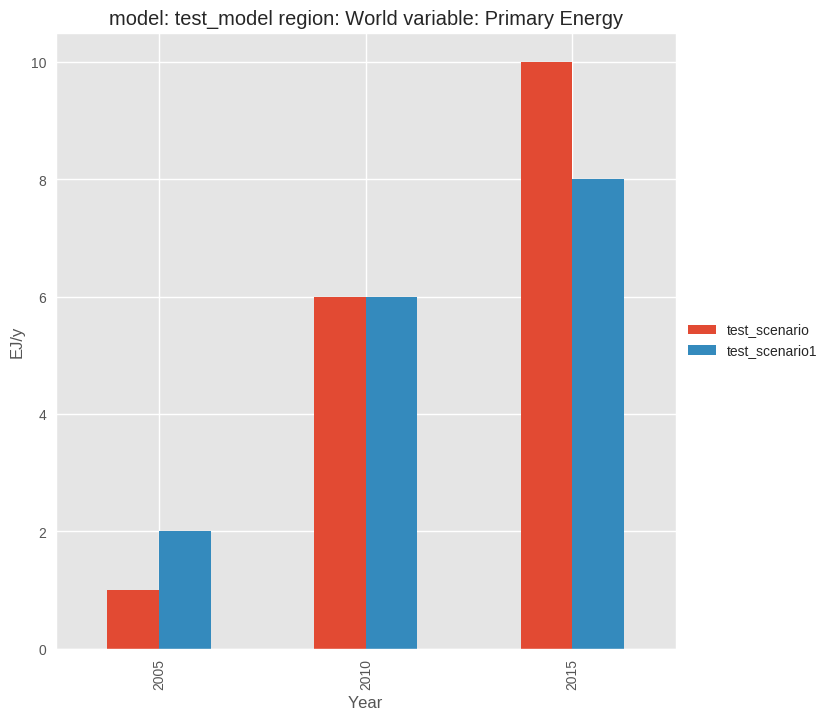 model: test_model region: World variable: Primary Energy
10
8
6
4
2
0
EJ/y
2005
2010
2015
Year
test_scenario
test_scenario1